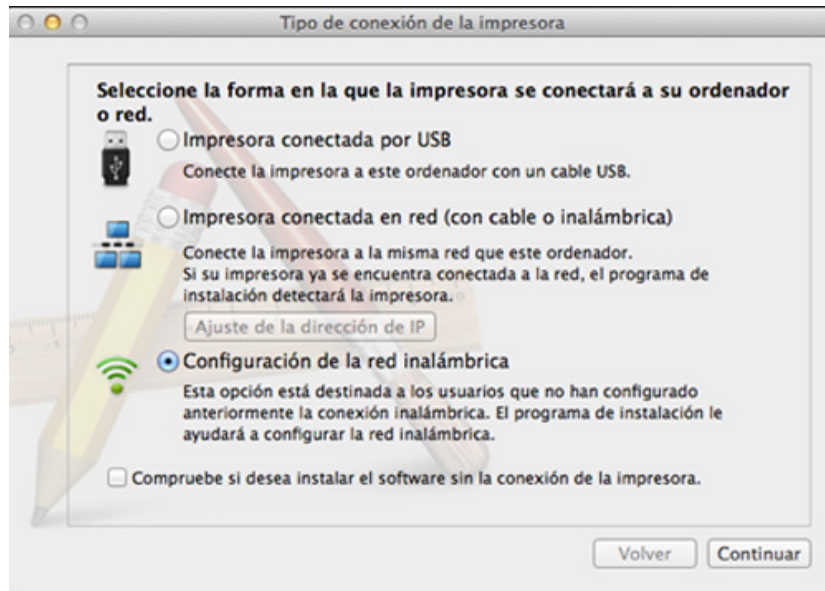 Tipo de conexión de la impresora
Seleccione la forma en la que la impresora se conectará a su ordenador
o red.
Impresora conectada por USB
Conecte la impresora a este ordenador con un cable USB.
Impresora conectada en red (con cable o inalámbrica)
Conecte la impresora a la misma red que este ordenador.
Si su impresora ya se encuentra conectada a la red, el programa de
instalación detectará la impresora.
Ajuste de la dirección de IP
Configuración de la red inalámbrica
Esta opción está destinada a los usuarios que no han configurado
anteriormente la conexión inalámbrica. El programa de instalación le
ayudará a configurar la red inalámbrica.
Compruebe si desea instalar el software sin la conexión de la impresora.
Volver
Continuar